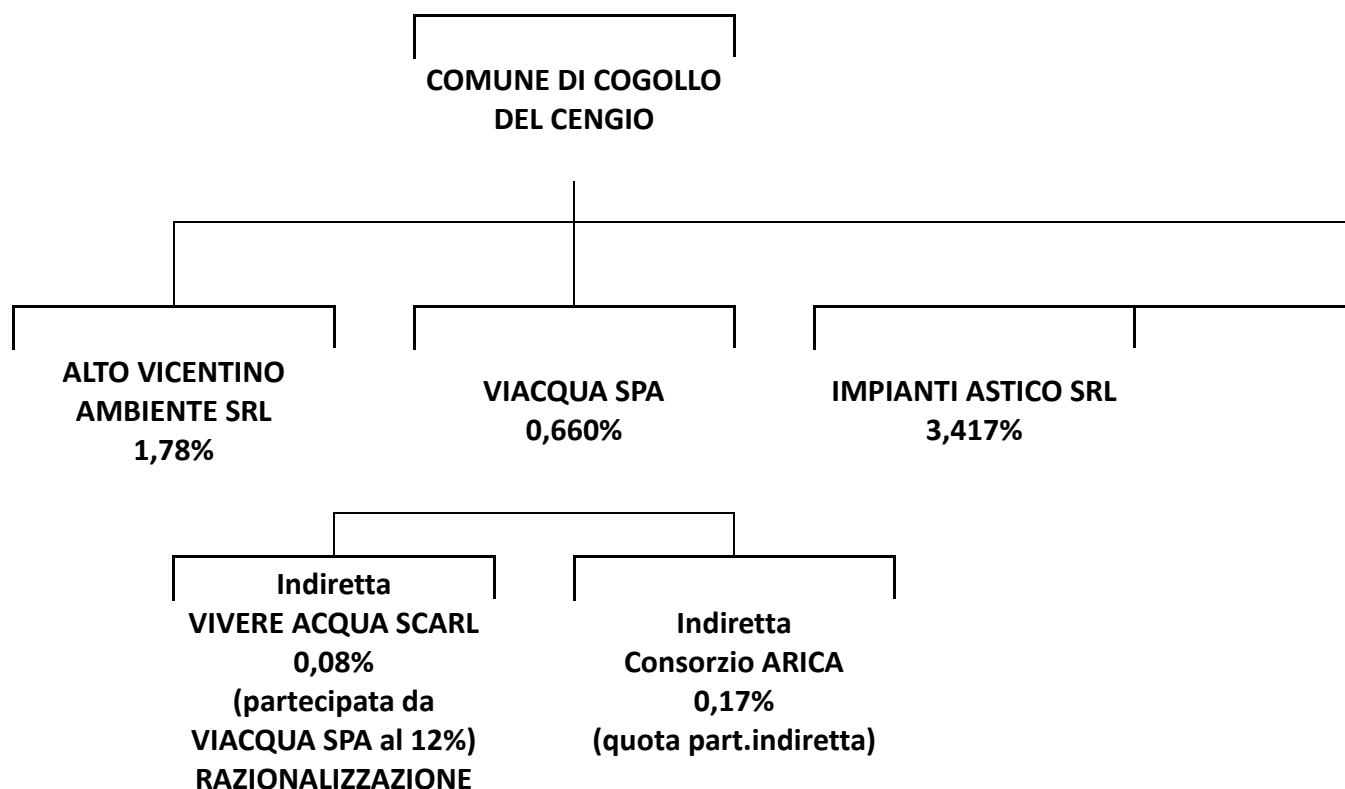 COMUNE DI COGOLLO
DEL CENGIO
ALTO VICENTINO
AMBIENTE SRL
1,78%
VIACQUA SPA
0,660%
IMPIANTI ASTICO SRL
3,417%
Indiretta
VIVERE ACQUA SCARL
0,08%
(partecipata da
VIACQUA SPA al 12%)
RAZIONALIZZAZIONE
Indiretta
Consorzio ARICA
0,17%
(quota part.indiretta)